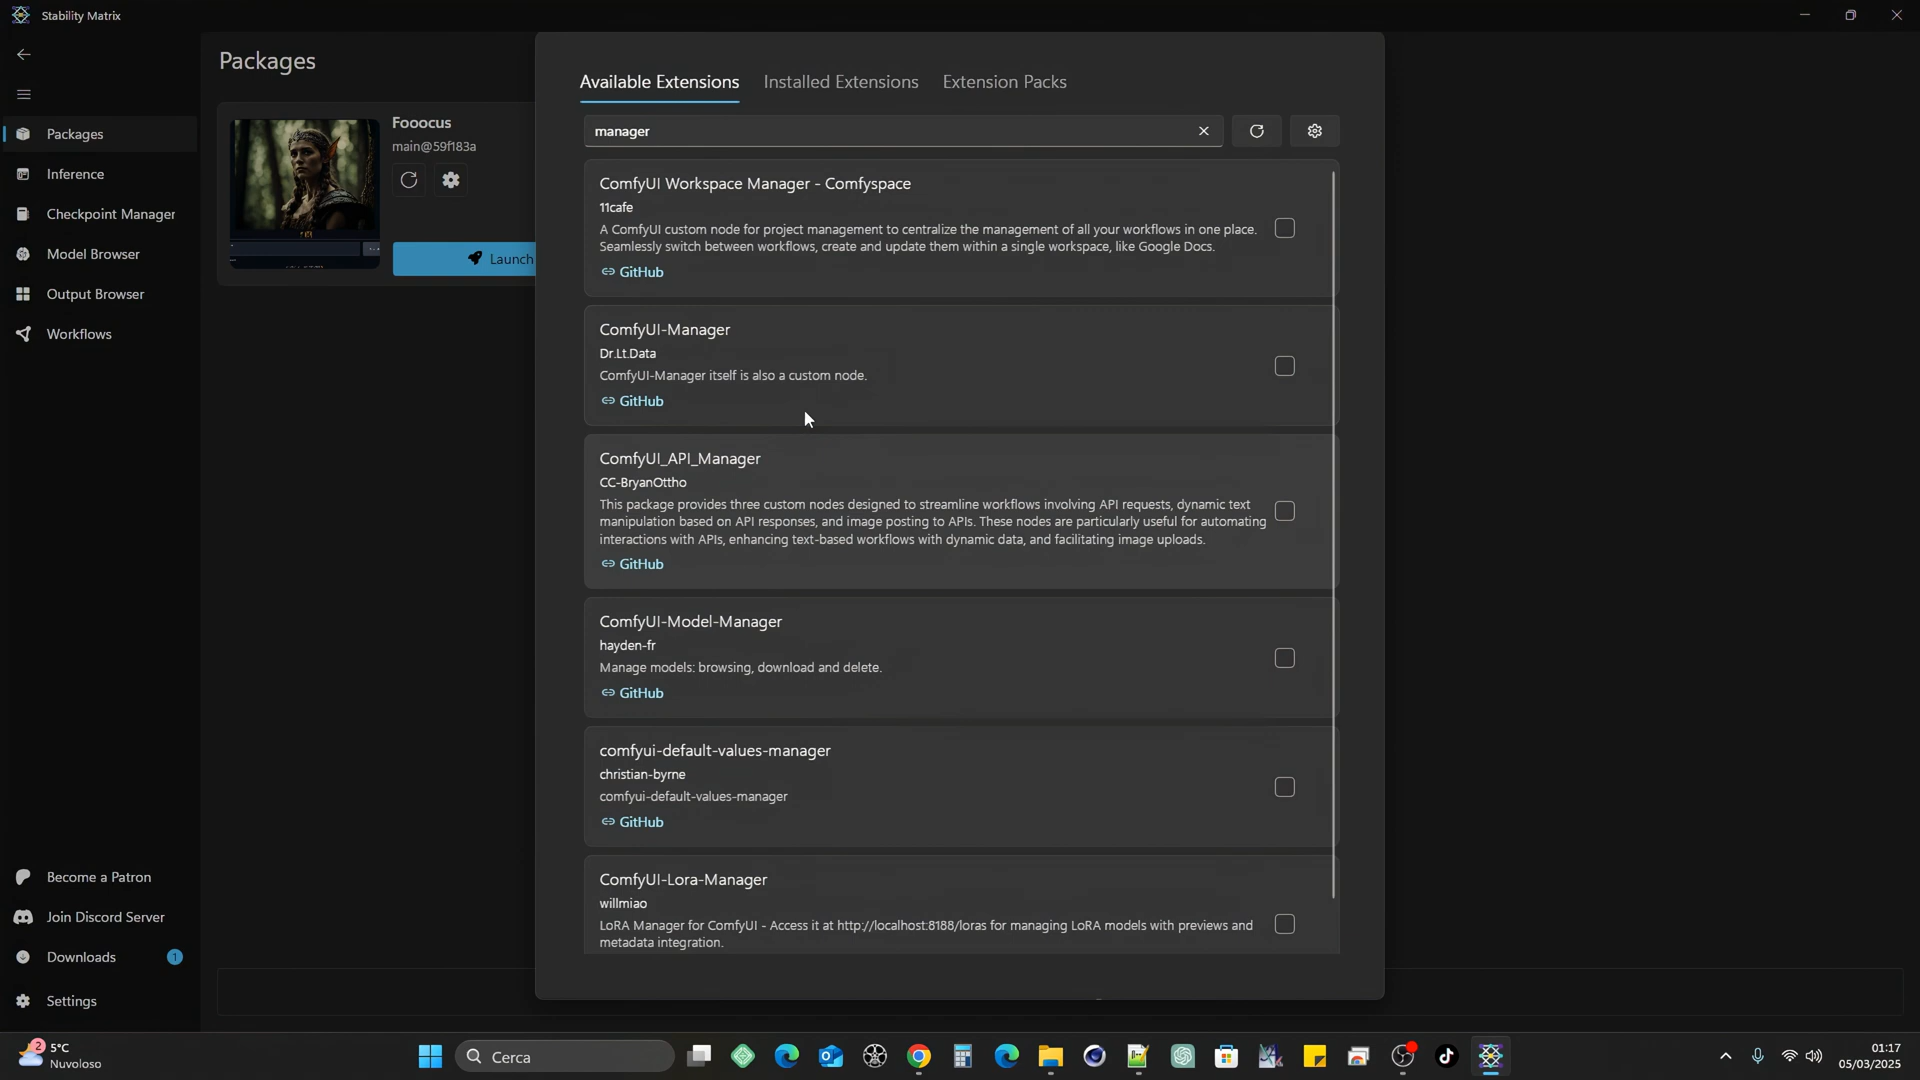 Stability Matrix
Packages
Inference
Checkpoint Manager
Model Browser
Output Browser
Workflows
Become a Patron
Join Discord Server
Downloads
1
Settings
Packages
Fooocus
main@59f183a
Launch
Available Extensions Installed Extensions Extension Packs
manager
ComfyUI Workspace Manager - Comfyspace
11cafe
A ComfyUI custom node for project management to centralize the management of all your workflows in one place.
Seamlessly switch between workflows, create and update them within a single workspace, like Google Docs.
GitHub
ComfyUI-Manager
Dr.Lt.Data
ComfyUI-Manager itself is also a custom node.
GitHub
ComfyUI_API_Manager
CC-BryanOttho
This package provides three custom nodes designed to streamline workflows involving API requests, dynamic text
manipulation based on API responses, and image posting to APIs. These nodes are particularly useful for automating
interactions with APIs, enhancing text-based workflows with dynamic data, and facilitating image uploads.
GitHub
ComfyUI-Model-Manager
hayden-fr
Manage models: browsing, download and delete.
GitHub
comfyui-default-values-manager
christian-byrne
comfyui-default-values-manager
GitHub
ComfyUI-Lora-Manager
willmiao
LoRA Manager for ComfyUI - Access it at http://localhost:8188/loras for managing LoRA models with previews and
metadata integration.
2
5°C
Nuvoloso
Cerca
01:17
05/03/2025